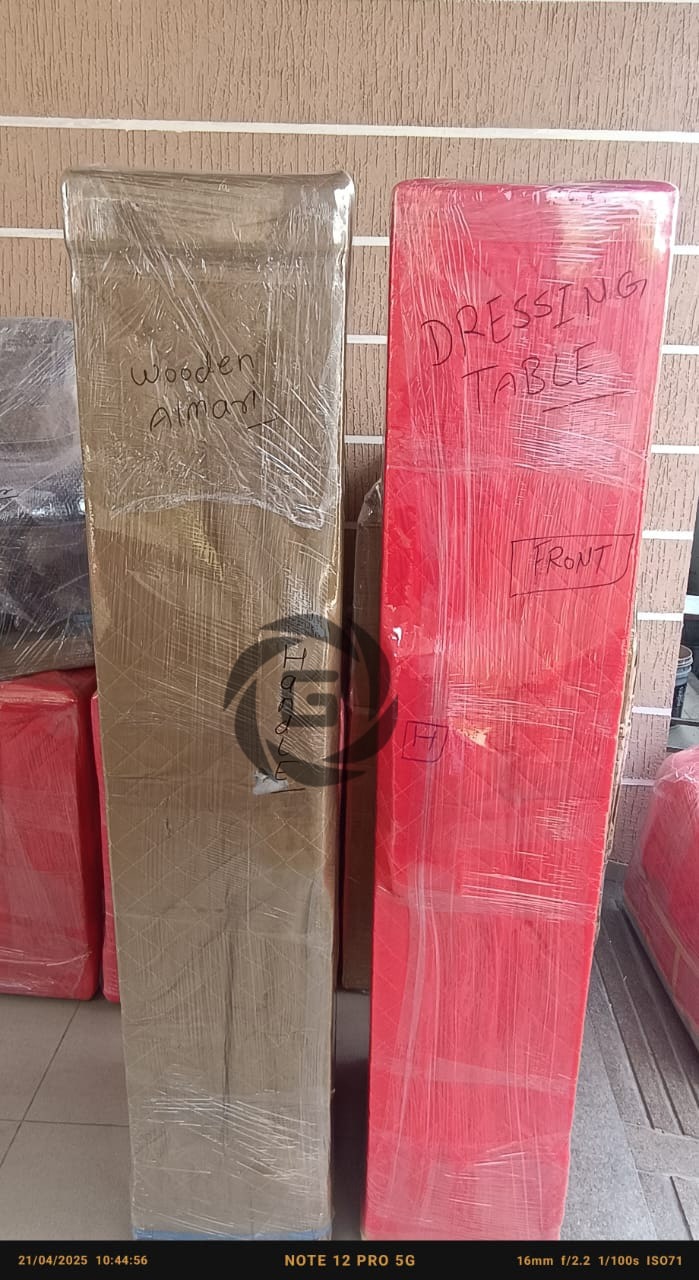 Wooden
Almari
HandLE
DRESSING
TABLE
FRONT
H
G
21/04/2025 10:44:56
NOTE 12 PRO 5G
16mm f/2.2 1/100s ISO71